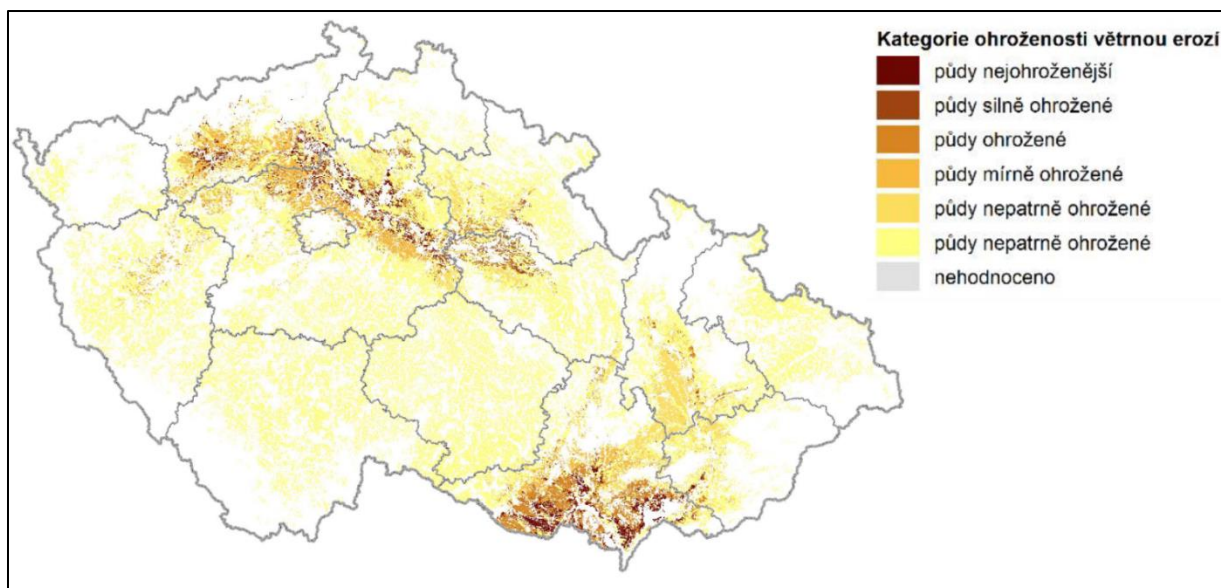 Kategorie ohroženosti větrnou erozí
půdy nejohroženější
půdy silně ohrožené
půdy ohrožené
půdy mírně ohrožené
půdy nepatrně ohrožené
půdy nepatrně ohrožené
nehodnoceno